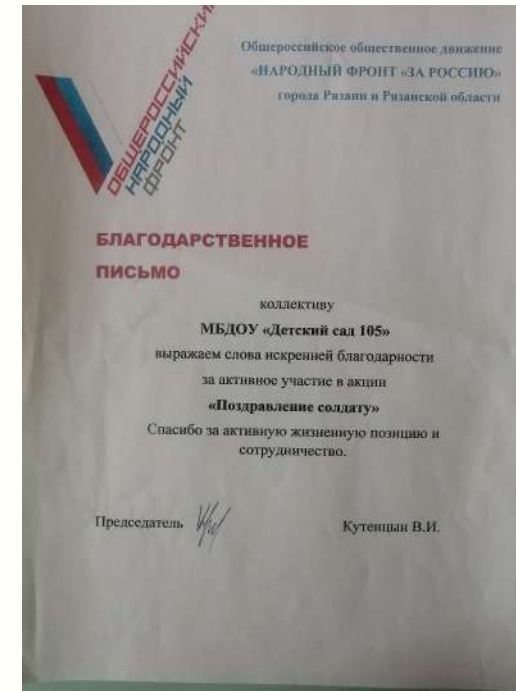 ОБЩЕРОССИЙСКИЙ
НАРОДНЫЙ
ФРОНТ
Общероссийское общественное движение
«НАРОДНЫЙ ФРОНТ «ЗА РОССИЮ»
города Рязани и Рязанской области
БЛАГОДАРСТВЕННОЕ
ПИСЬМО
коллективу
МБДОУ «Детский сад 105»
выражаем слова искренней благодарности
за активное участие в акции
«Поздравление солдату»
Спасибо за активную жизненную позицию и
сотрудничество.
Председатель Кутенцын В.И.